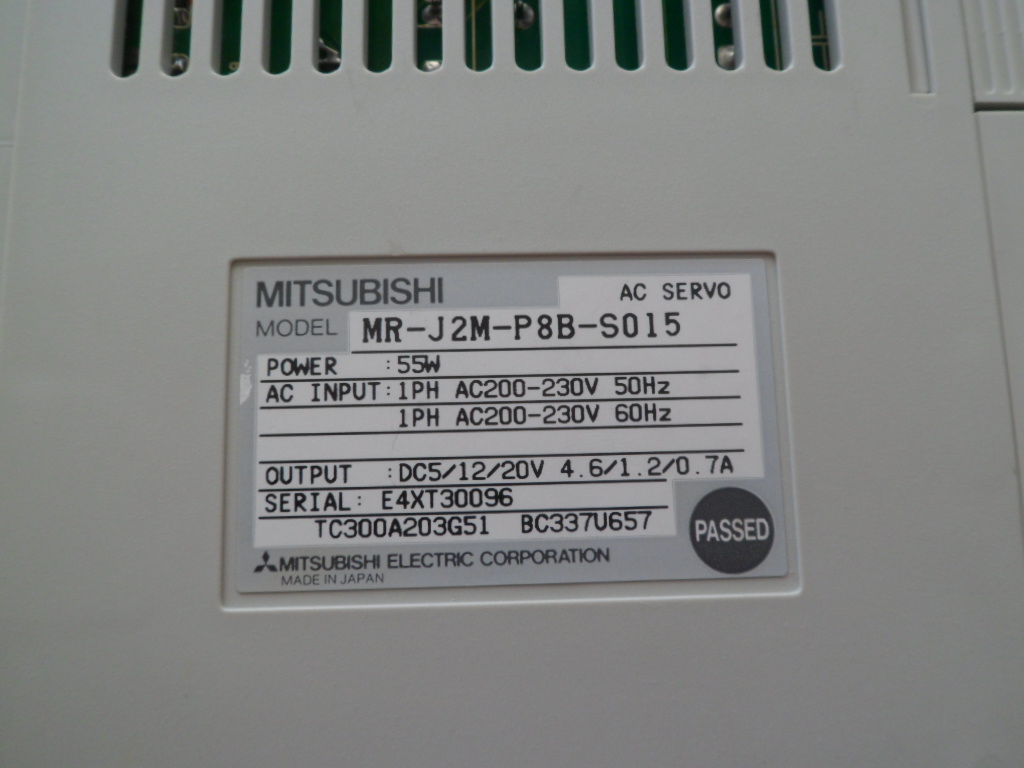 MITSUBISHI AC SERVO
MODEL MR-J2M-P8B-S015
POWER :55W
AC INPUT:1PH AC200-230V 50Hz
1PH AC200-230V 60Hz
OUTPUT :DC5/12/20V 4.6/1.2/0.7A
SERIAL: E4XT30096
TC300A203G51 BC337U657
PASSED
MITSUBISHI ELECTRIC CORPORATION
MADE IN JAPAN